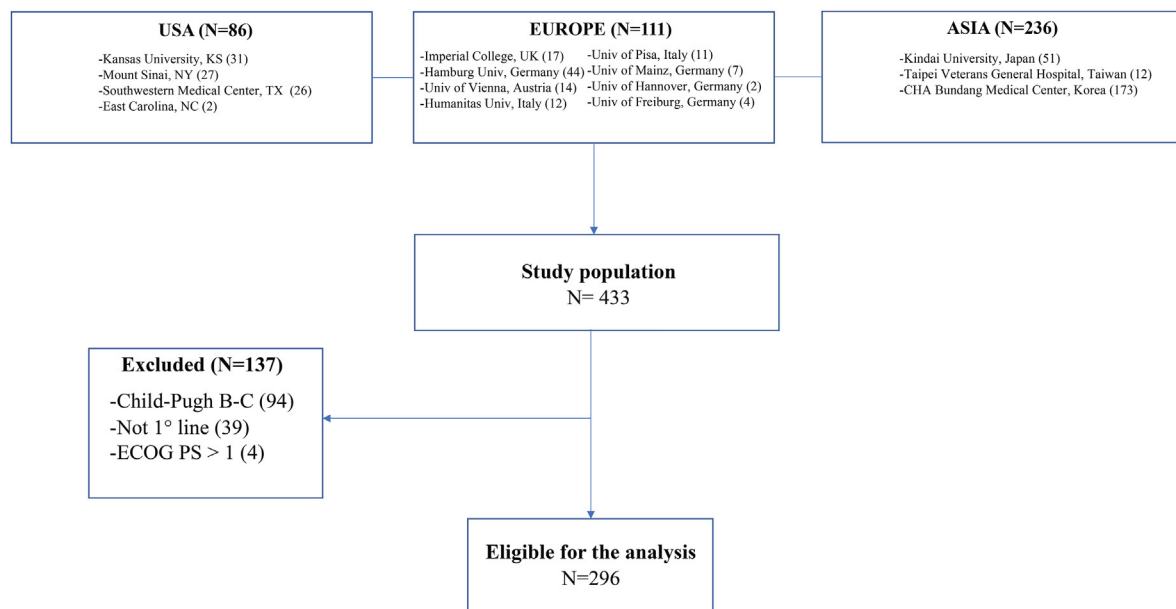 USA (N=86)
-Kansas University, KS (31)
-Mount Sinai, NY (27)
-Southwestern Medical Center, TX (26)
-East Carolina, NC (2)
EUROPE (N=111)
-Imperial College, UK (17)
-Hamburg Univ, Germany (44)
-Univ of Vienna, Austria (14)
-Humanitas Univ, Italy (12)
-Univ of Pisa, Italy (11)
-Univ of Mainz, Germany (7)
-Univ of Hannover, Germany (2)
-Univ of Freiburg, Germany (4)
ASIA (N=236)
-Kindai University, Japan (51)
-Taipei Veterans General Hospital, Taiwan (12)
-CHA Bundang Medical Center, Korea (173)
Study population
N= 433
Excluded (N=137)
-Child-Pugh B-C (94)
-Not 1° line (39)
-ECOG PS > 1 (4)
Eligible for the analysis
N=296